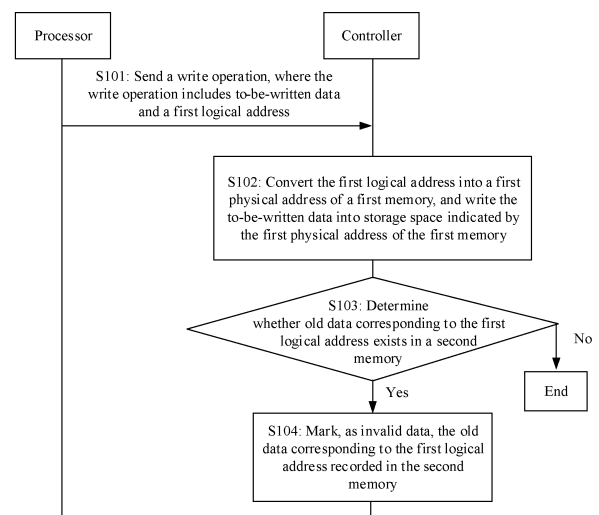 Processor
Controller
S101: Send a write operation, where the
write operation includes to-be-written data
and a first logical address
S102: Convert the first logical address into a first
physical address of a first memory, and write the
to-be-written data into storage space indicated by
the first physical address of the first memory
S103: Determine
whether old data corresponding to the first
logical address exists in a second
memory
No
End
Yes
S104: Mark, as invalid data, the old
data corresponding to the first logical
address recorded in the second
memory